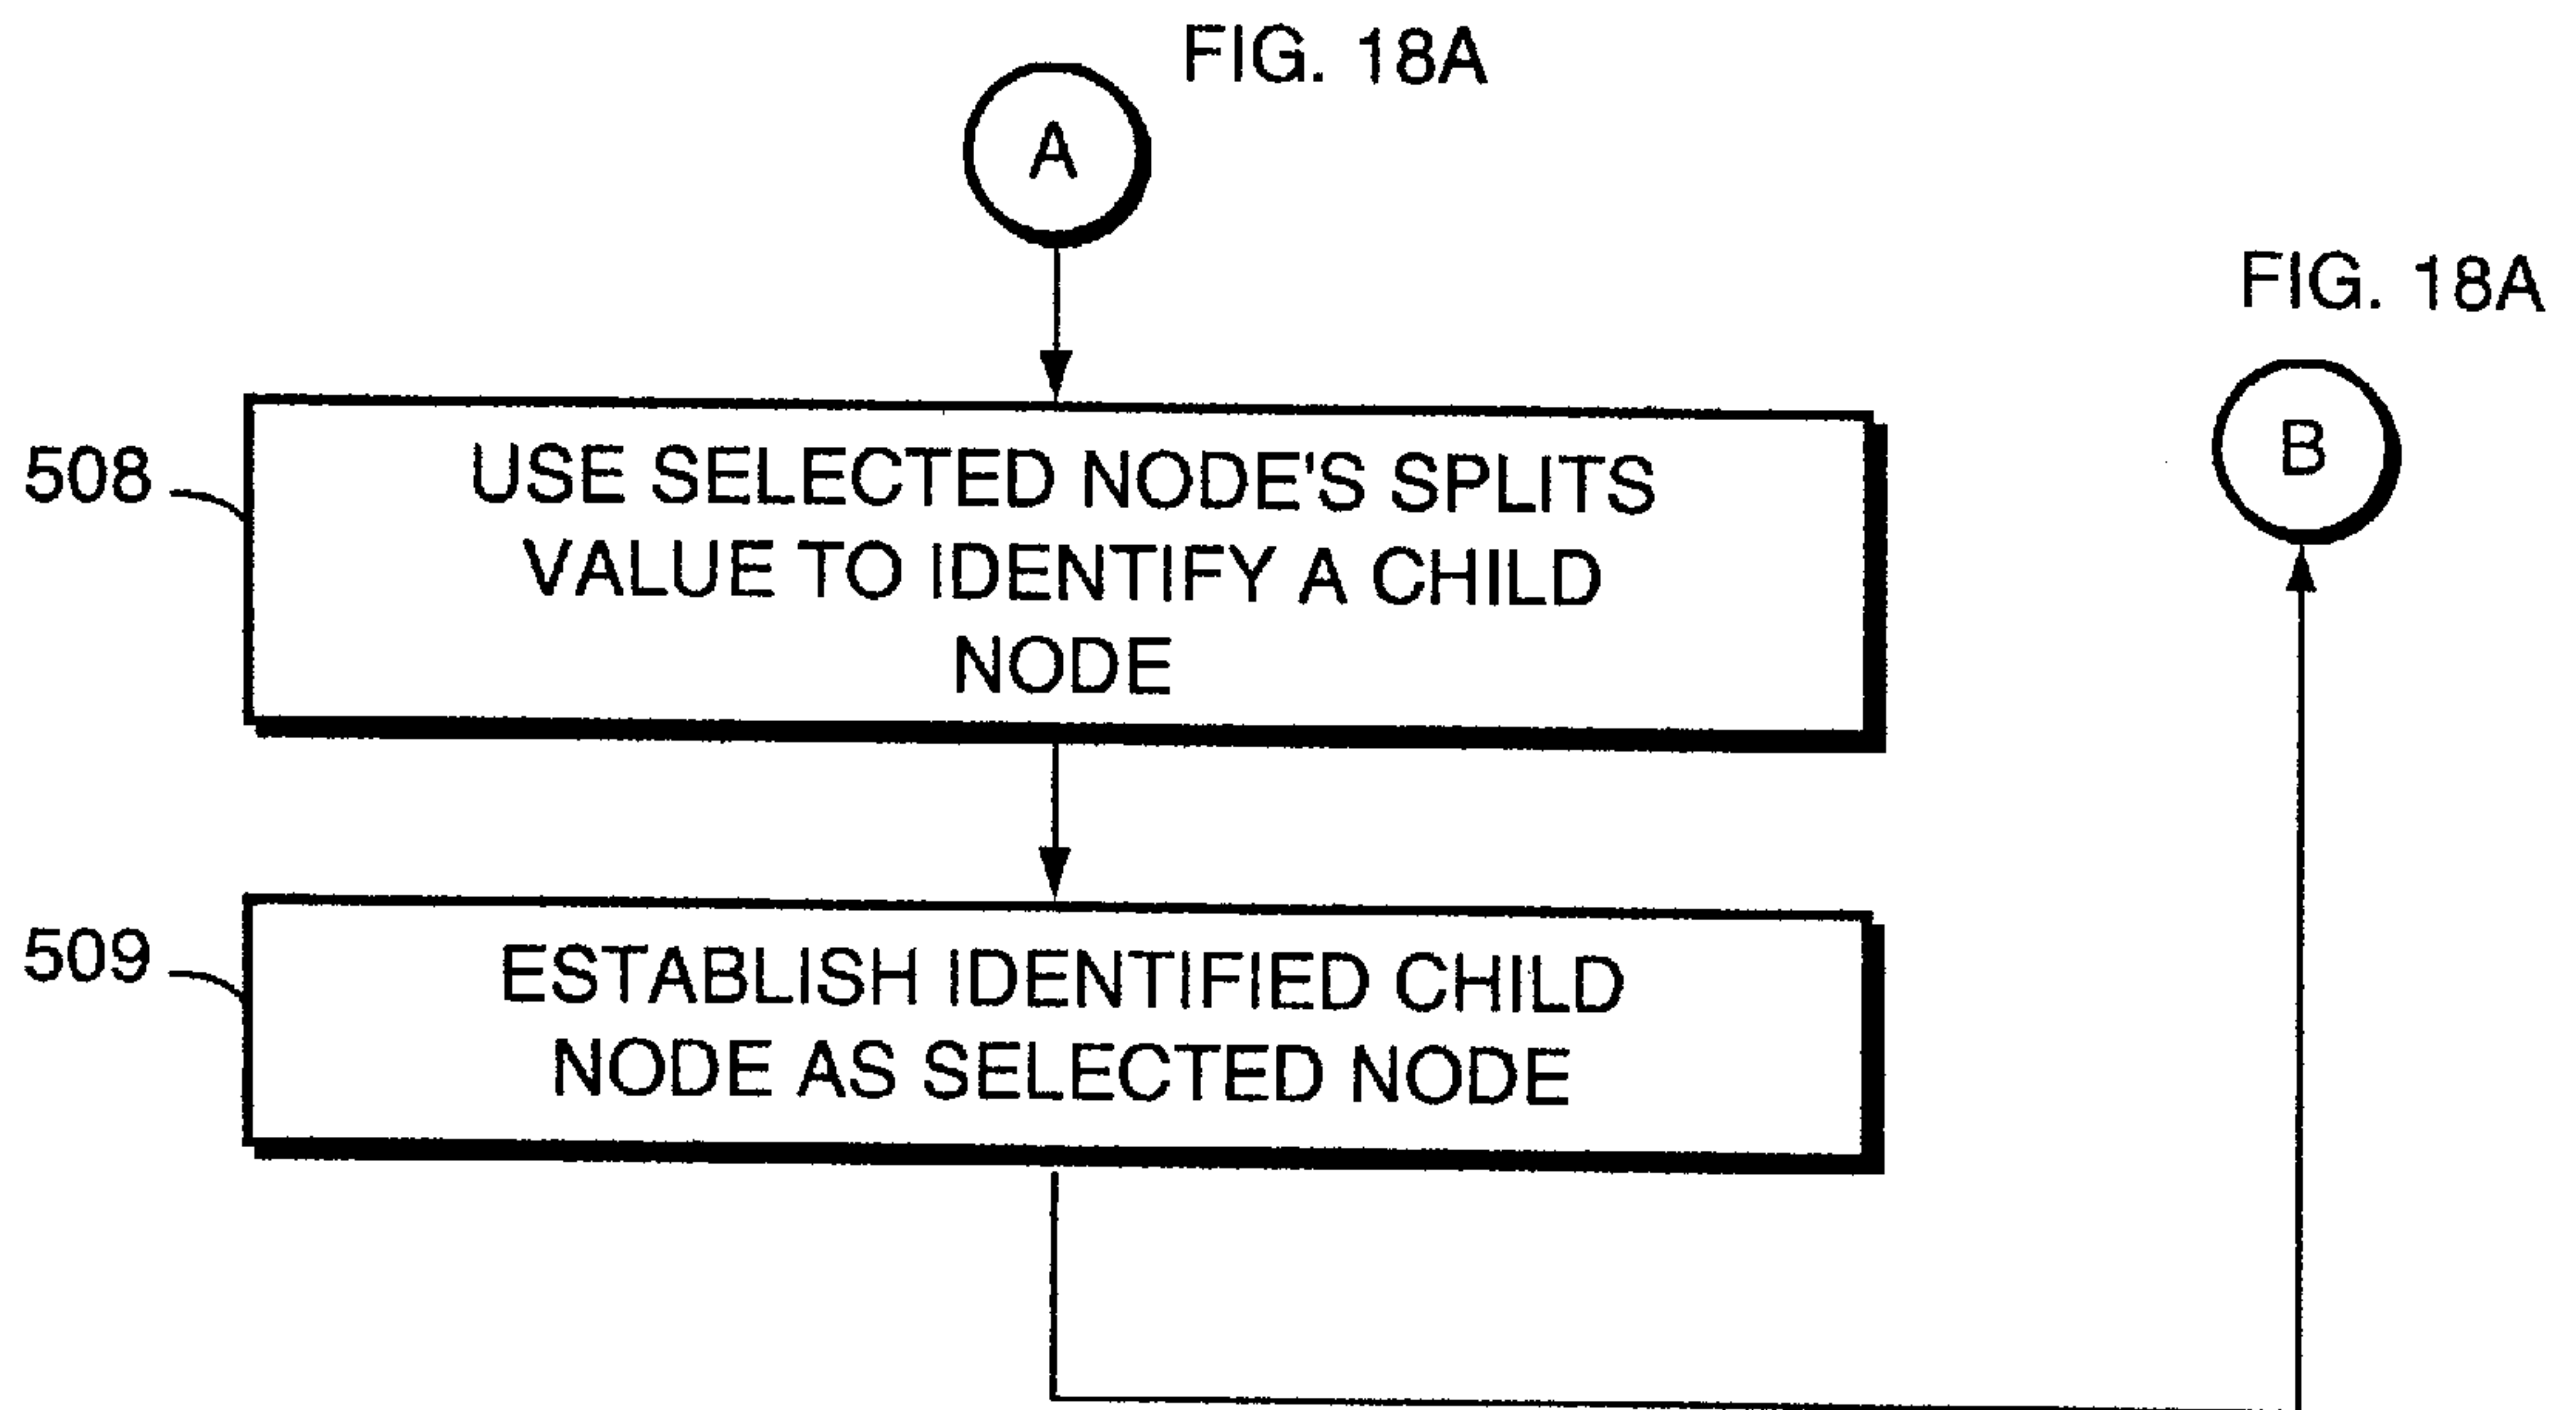 FIG. 18A
A
FIG. 18A
B
508
USE SELECTED NODE'S SPLITS
VALUE TO IDENTIFY A CHILD
NODE
509
ESTABLISH IDENTIFIED CHILD
NODE AS SELECTED NODE